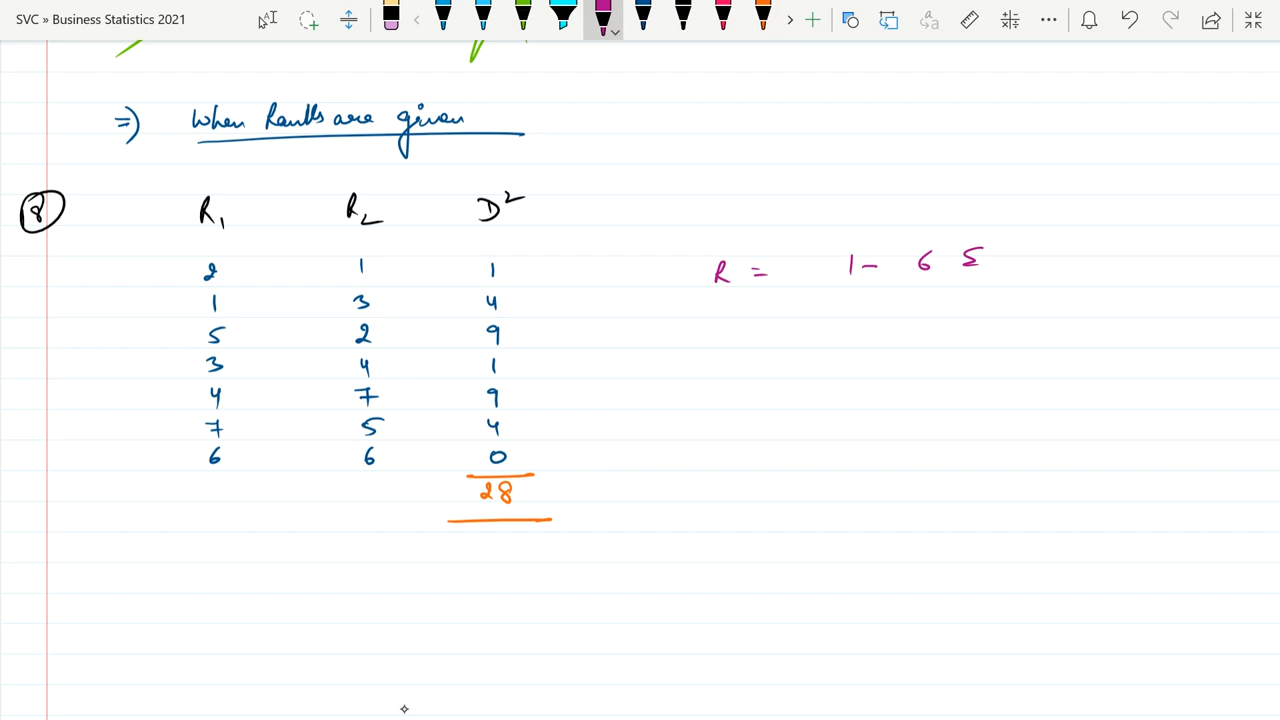 SVC » Business Statistics 2021
=) When Ranks are given
18 R₁ R₂ D²
2 1 1 R = 1 - 6 Σ
1 3 4
5 2 9
3 4 1
4 7 9
7 5 4
6 6 0
28